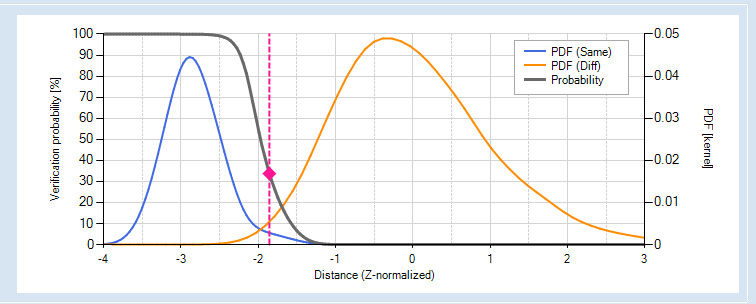 100
90
80
70
60
50
40
30
20
10
0
Verification probability [%]
0.05
0.04
0.03
0.02
0.01
0
PDF [kernel]
PDF (Same)
PDF (Diff)
Probability
-4 -3 -2 -1 0 1 2 3
Distance (Z-normalized)